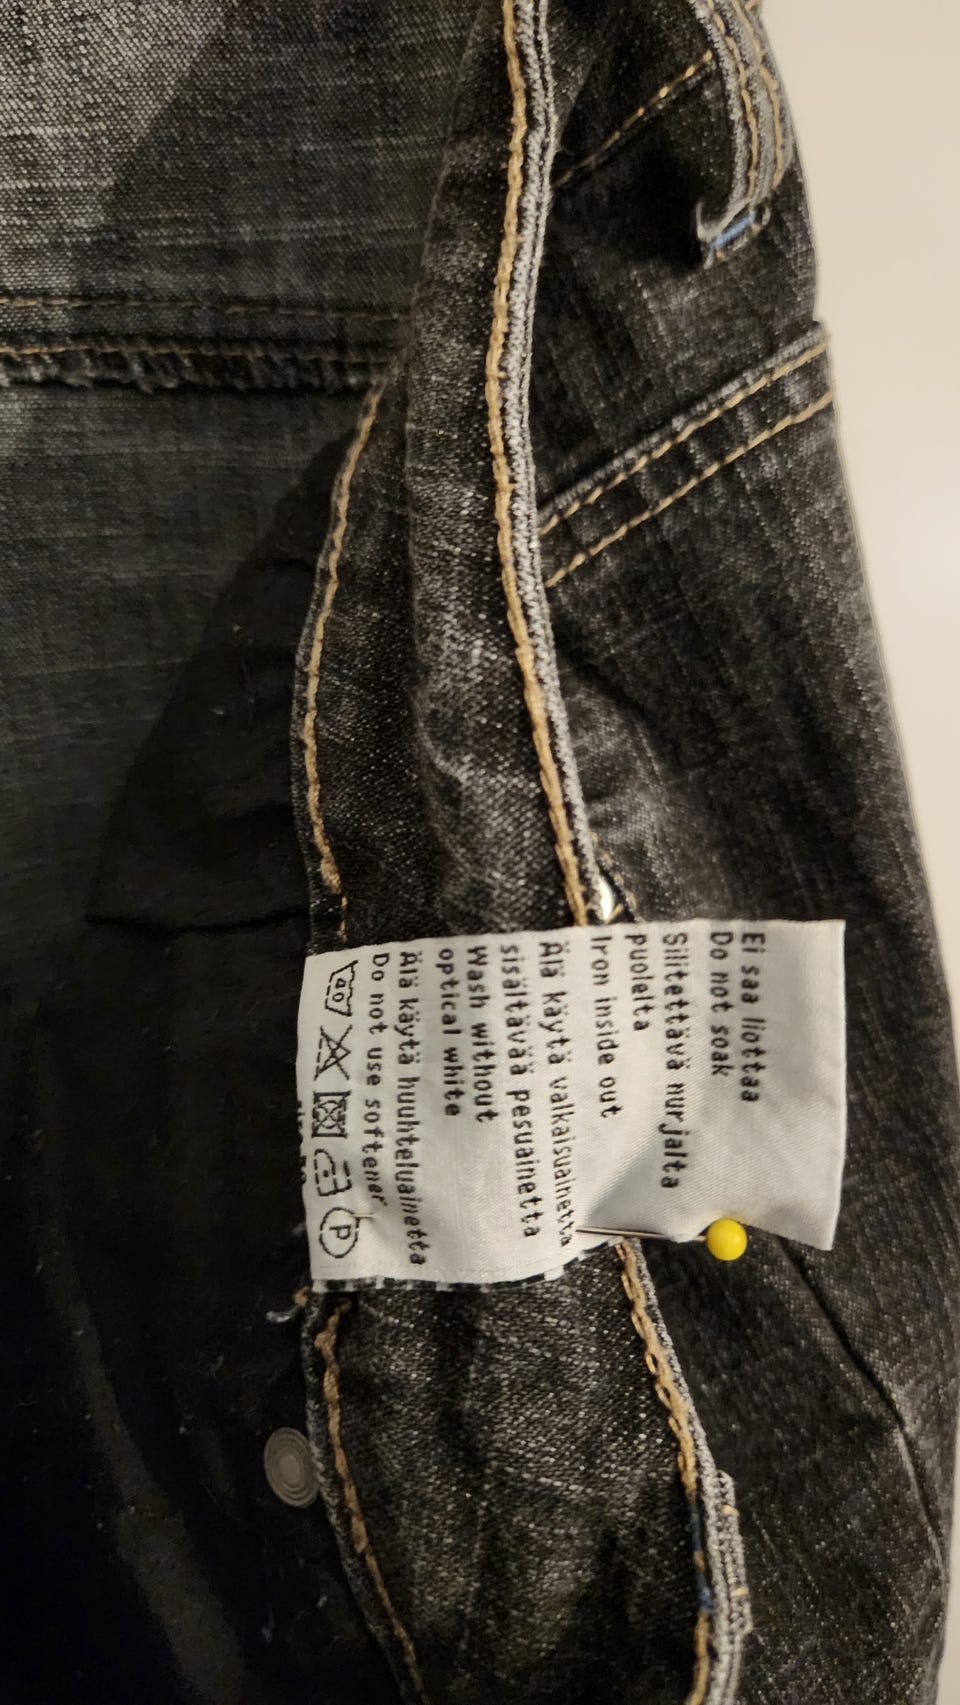 40 P
Älä käytä huuhteluainetta
Do not use softener
Älä käytä valkaisuainetta
sisältävää pesuainetta
Wash without
optical white
Silitettävä nurjalta
puolelta
Iron inside out
Ei saa liottaa
Do not soak